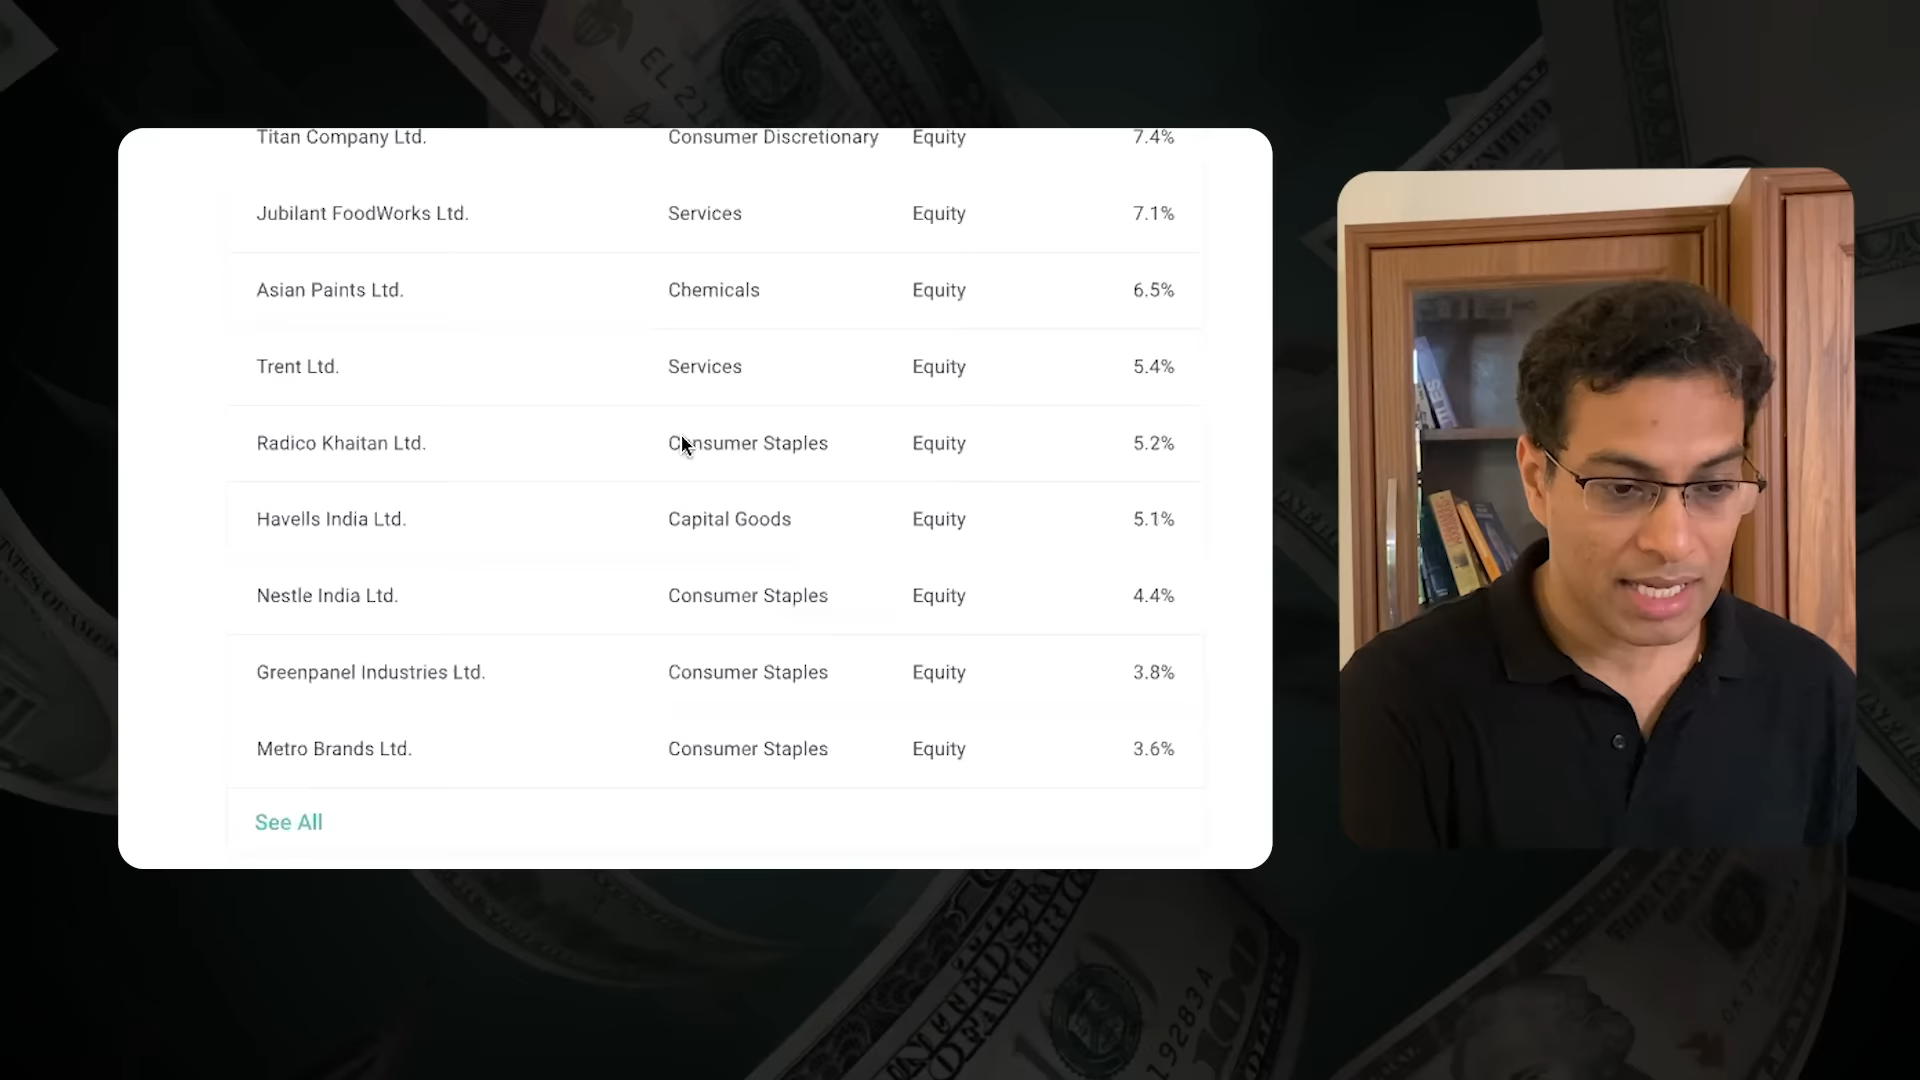 Titan Company Ltd. Consumer Discretionary Equity 7.4%
Jubilant FoodWorks Ltd. Services Equity 7.1%
Asian Paints Ltd. Chemicals Equity 6.5%
Trent Ltd. Services Equity 5.4%
Radico Khaitan Ltd. Consumer Staples Equity 5.2%
Havells India Ltd. Capital Goods Equity 5.1%
Nestle India Ltd. Consumer Staples Equity 4.4%
Greenpanel Industries Ltd. Consumer Staples Equity 3.8%
Metro Brands Ltd. Consumer Staples Equity 3.6%
See All